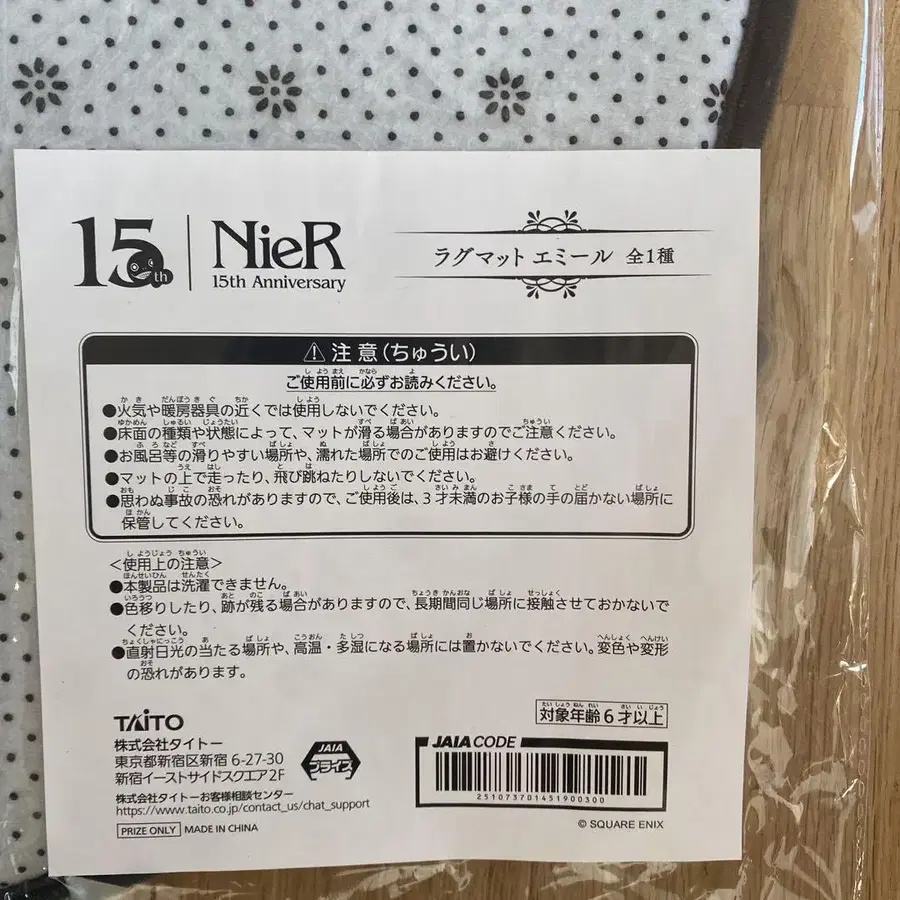 15th
NieR
15th Anniversary
ラグマット エミール 全1種
⚠ 注意(ちゅうい)
ご使用前に必ずお読みください。
●火気や暖房器具の近くでは使用しないでください。
●床面の種類や状態によって、マットが滑る場合がありますのでご注意ください。
●お風呂等の滑りやすい場所や、濡れた場所でのご使用はお避けください。
●マットの上で走ったり、飛び跳ねたりしないでください。
●思わぬ事故の恐れがありますので、ご使用後は、3才未満のお子様の手の届かない場所に
保管してください。
<使用上の注意>
●本製品は洗濯できません。
●色移りしたり、跡が残る場合がありますので、長期間同じ場所に接触させておかないで
ください。
●直射日光の当たる場所や、高温・多湿になる場所には置かないでください。変色や変形
の恐れがあります。
対象年齢6才以上
TAITO
株式会社タイトー
東京都新宿区新宿 6-27-30
新宿イーストサイドスクエア2F
JAIA
プライズ
株式会社タイトーお客様相談センター
https://www.taito.co.jp/contact_us/chat_support
PRIZE ONLY MADE IN CHINA
JAIA CODE
251073701451900300
© SQUARE ENIX